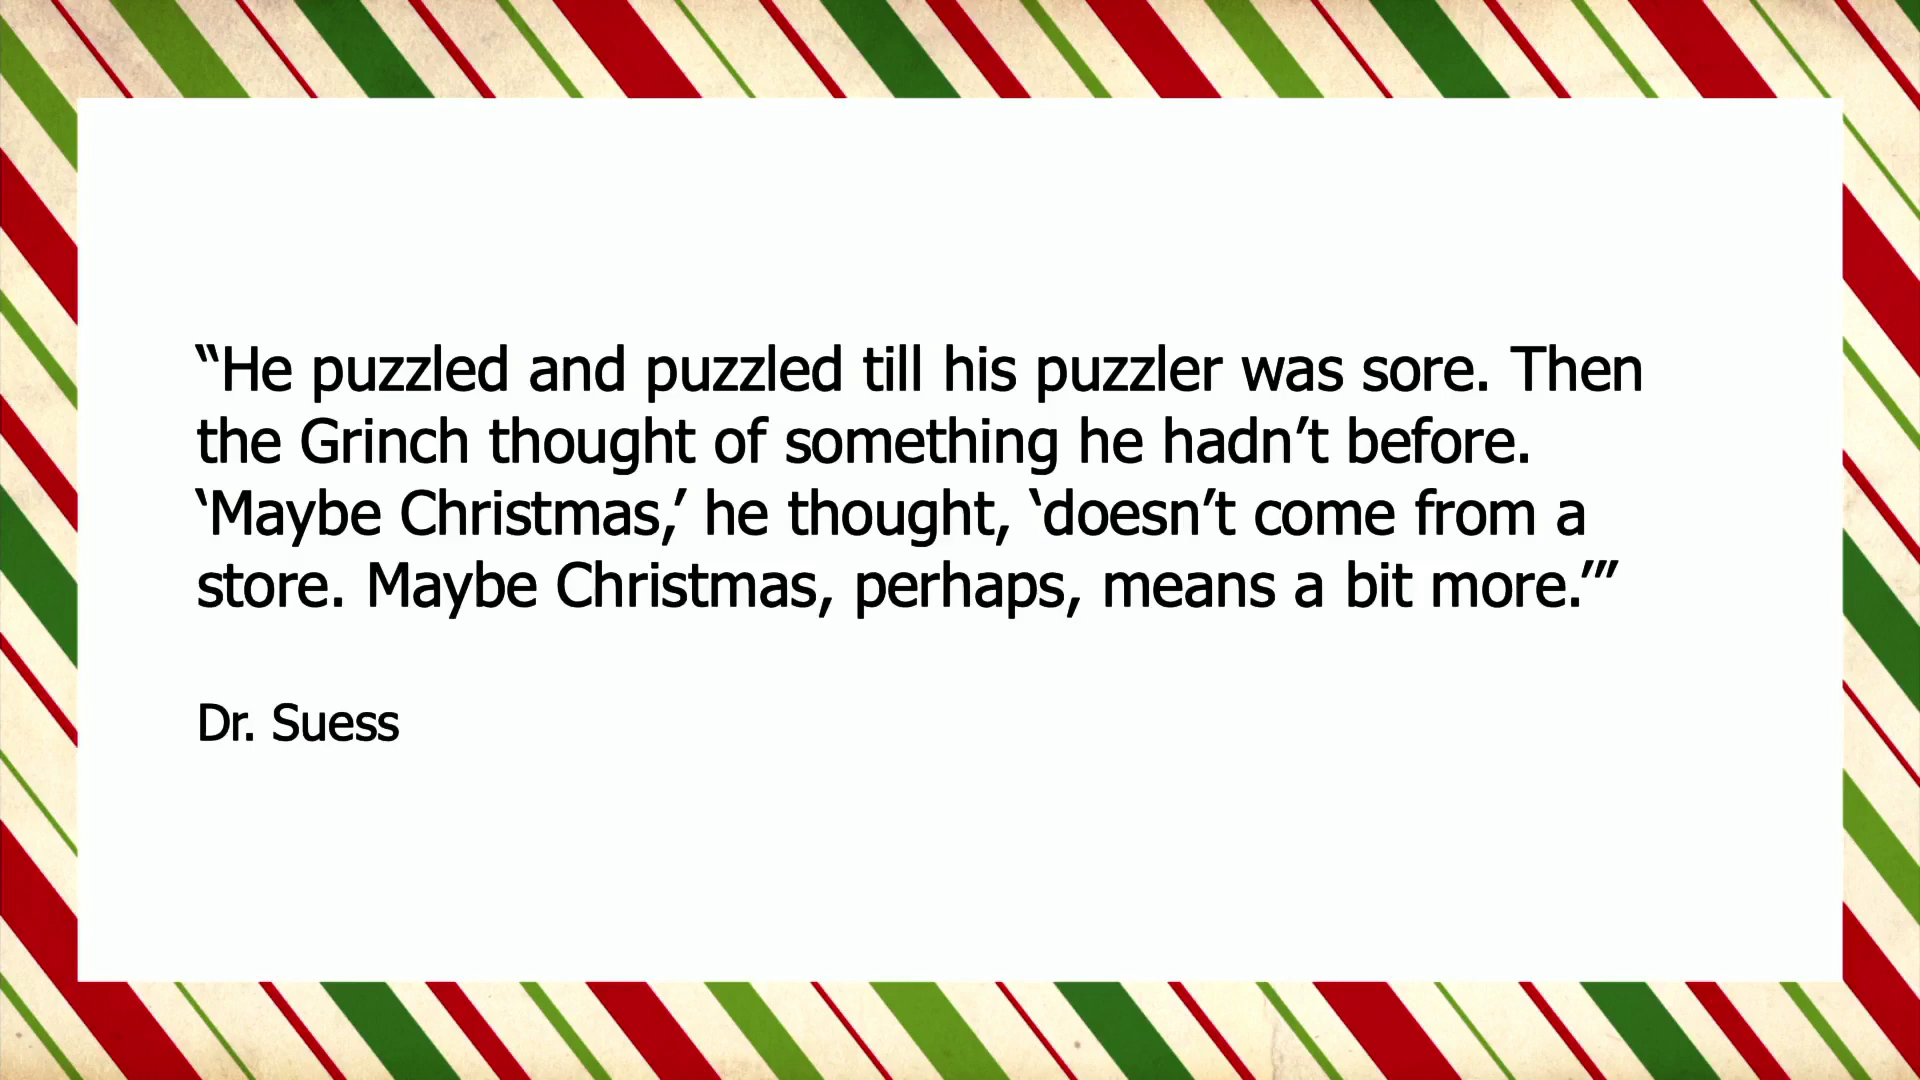 “He puzzled and puzzled till his puzzler was sore. Then
the Grinch thought of something he hadn’t before.
‘Maybe Christmas,’ he thought, ‘doesn’t come from a
store. Maybe Christmas, perhaps, means a bit more.’”
Dr. Suess